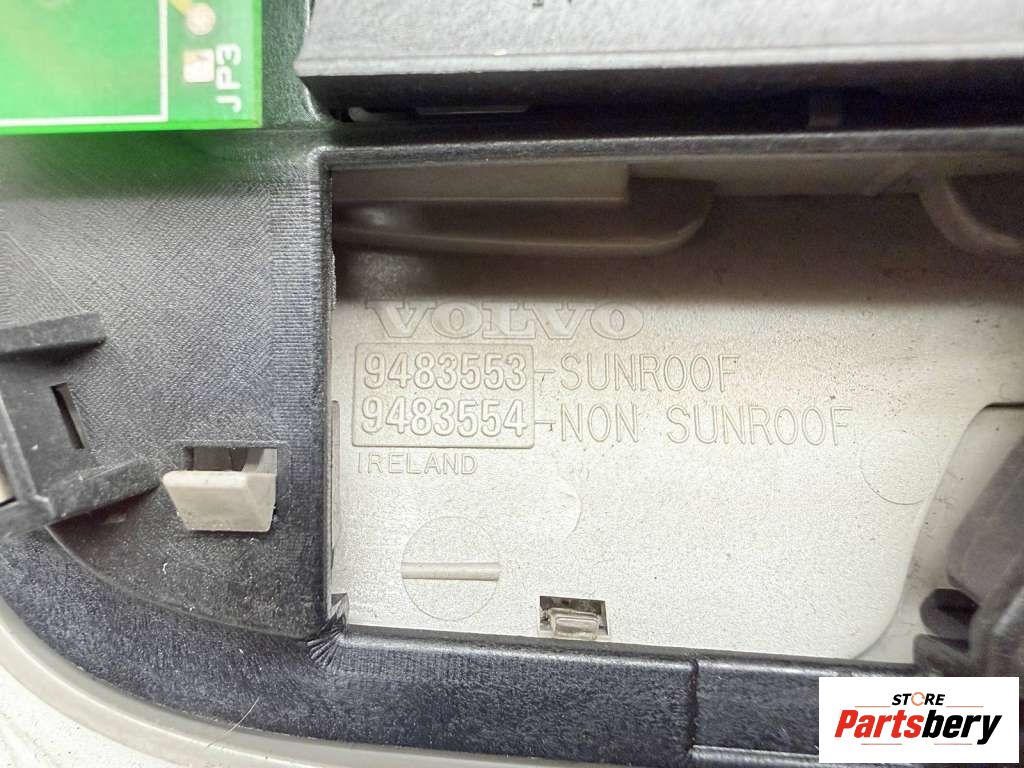 JP3
VOLVO
9483553-SUNROOF
9483554-NON SUNROOF
IRELAND
STORE
Partsbery